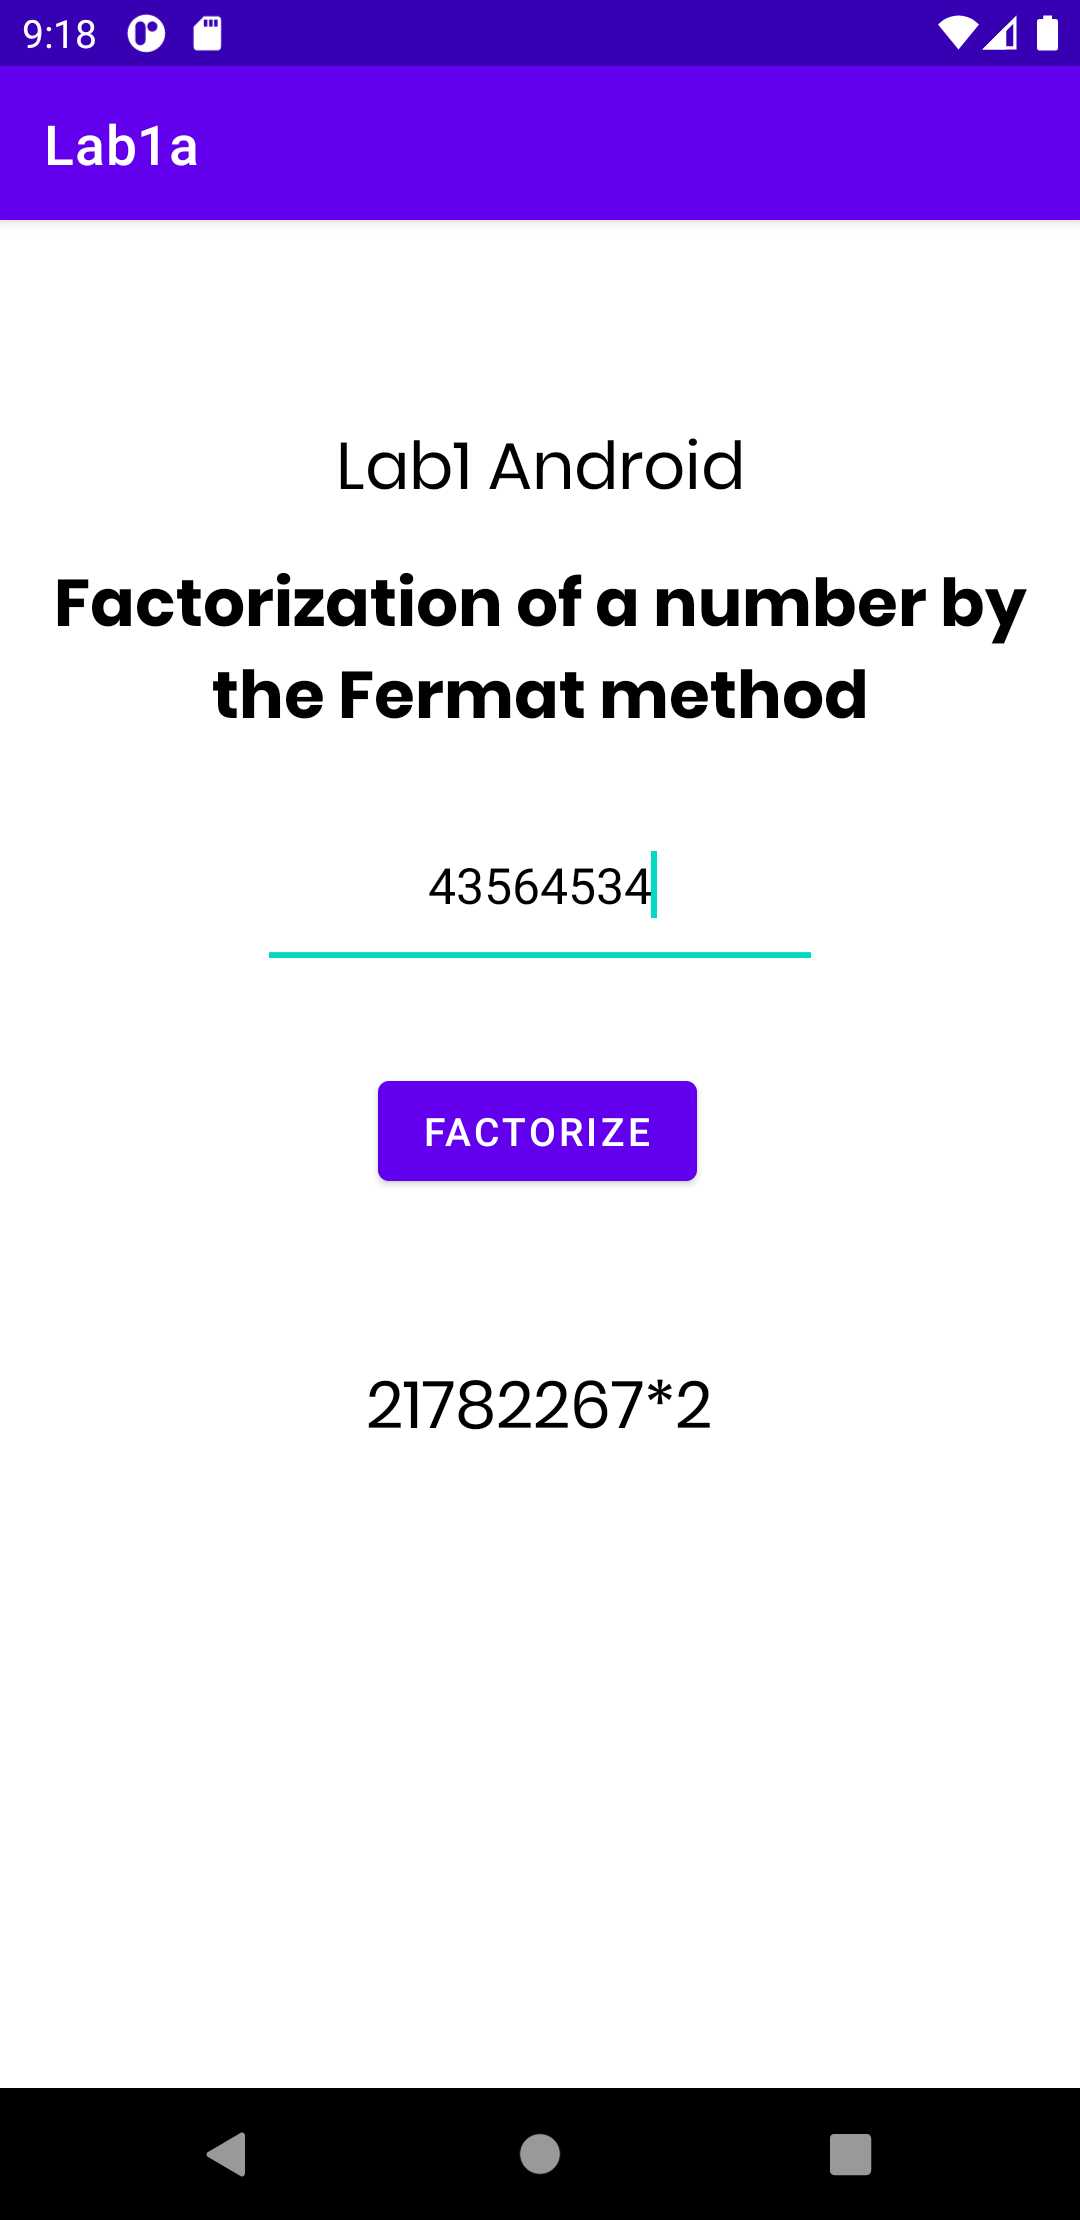 9:18
Lab1a
Lab1 Android
Factorization of a number by
the Fermat method
43564534
FACTORIZE
21782267*2